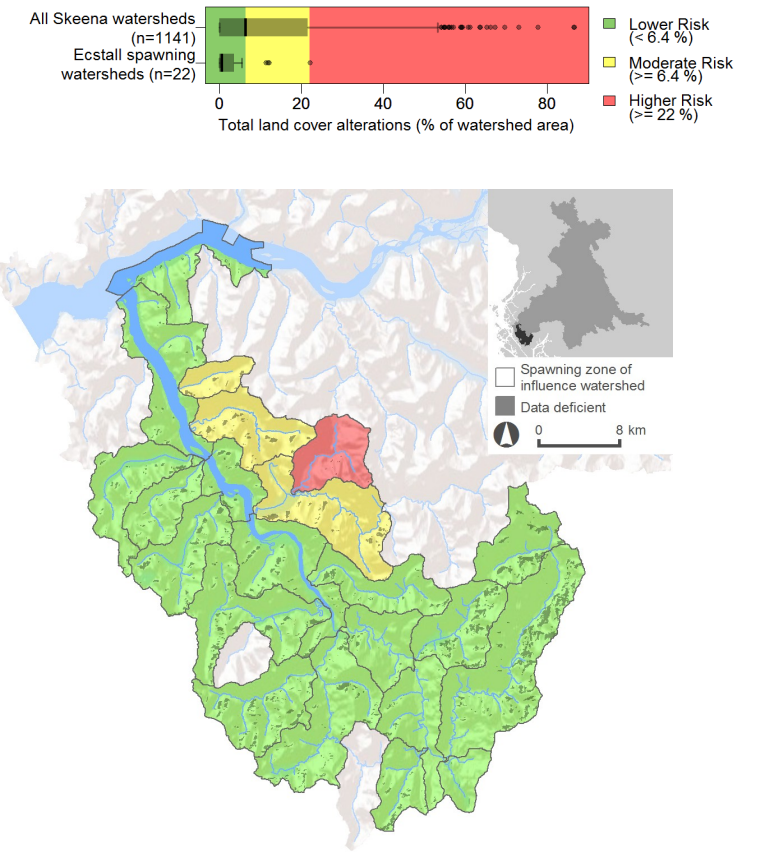 All Skeena watersheds
(n=1141)
Ecstall spawning
watersheds (n=22)
0 20 40 60 80
Total land cover alterations (% of watershed area)
Lower Risk
(< 6.4 %)
Moderate Risk
(>= 6.4 %)
Higher Risk
(>= 22 %)
Spawning zone of
influence watershed
Data deficient
0 8 km